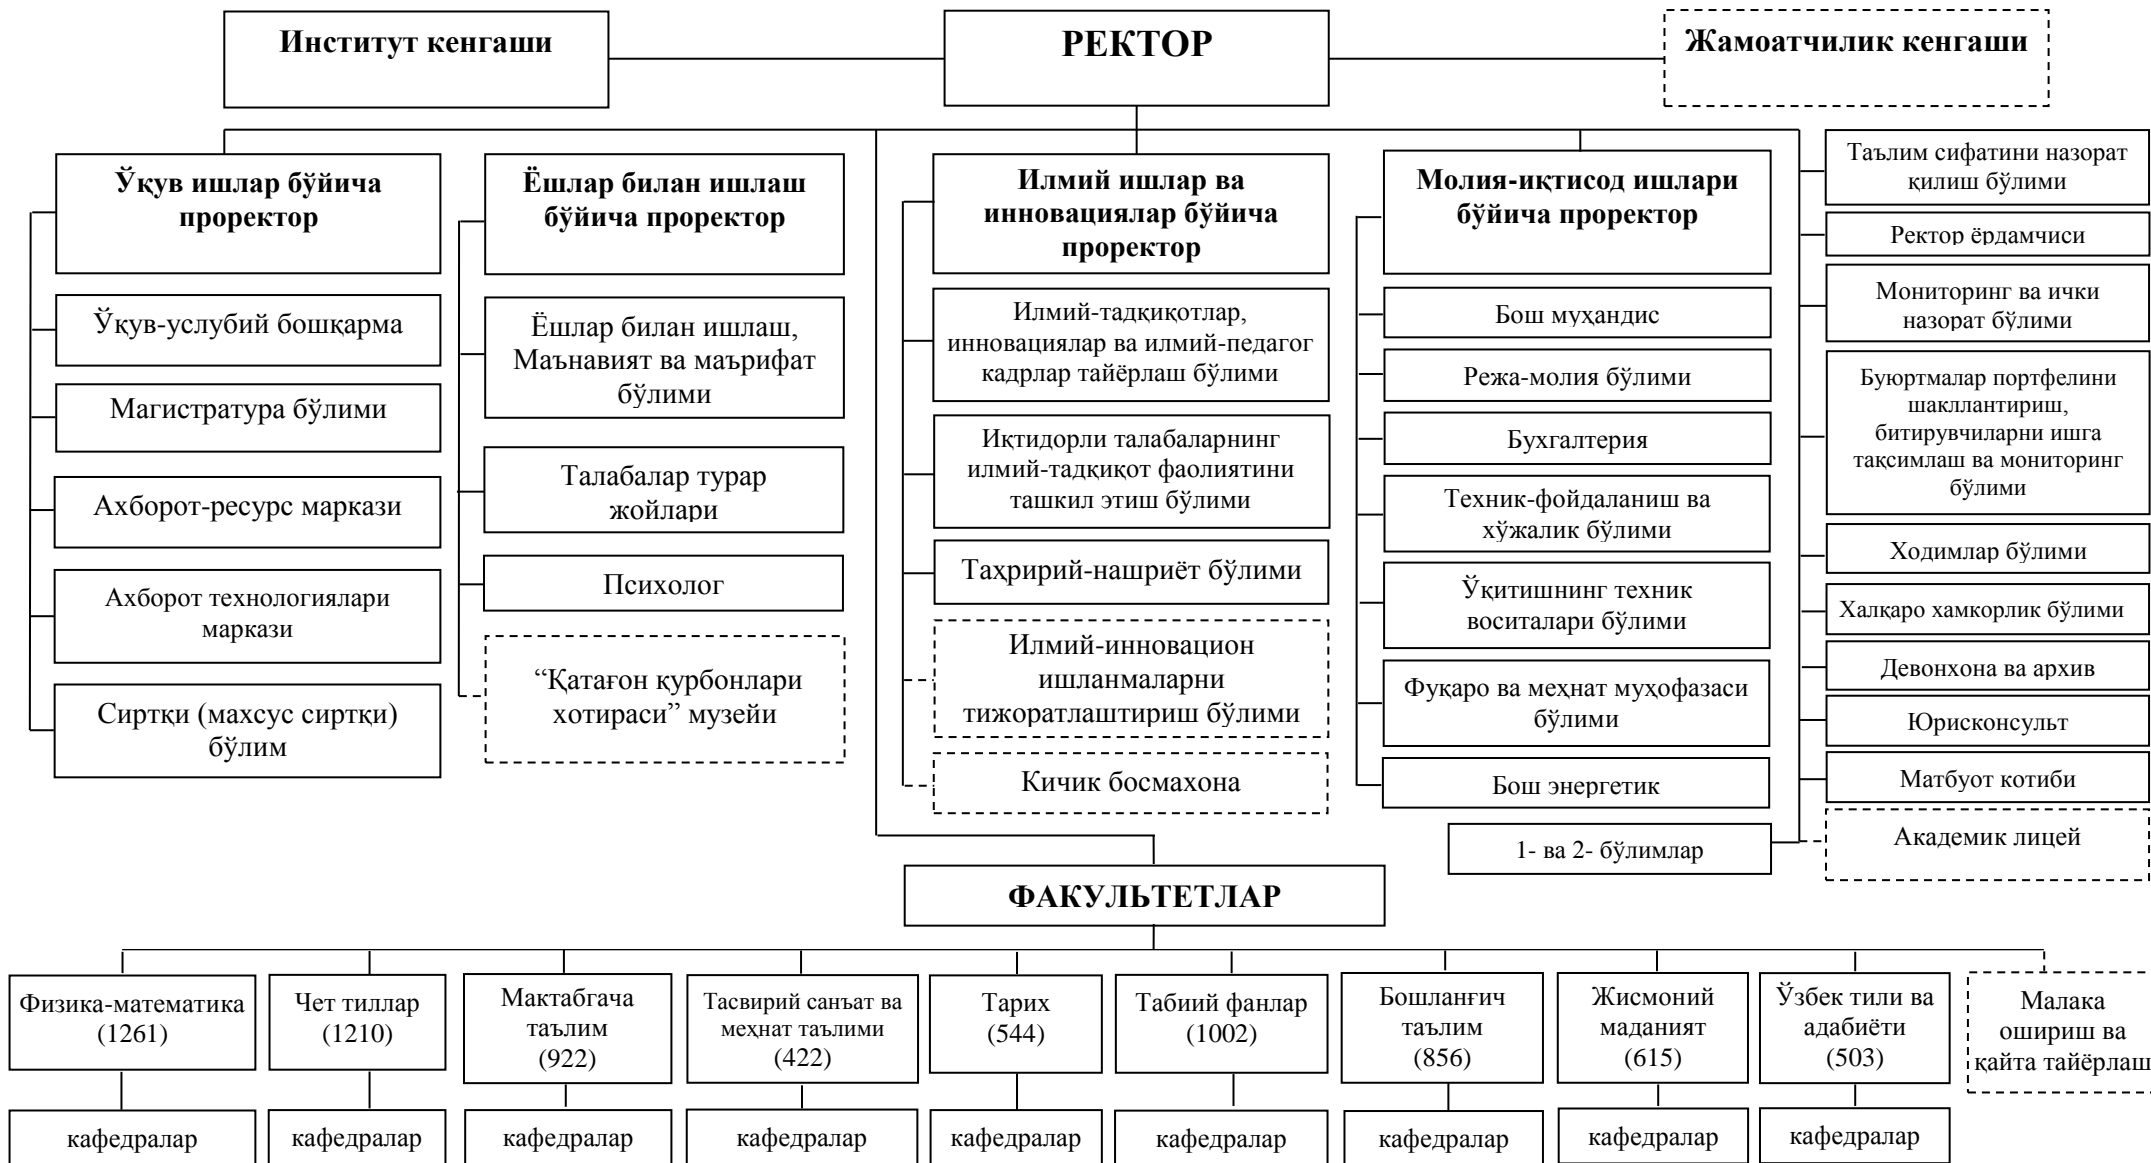 Институт кенгаши
РЕКТОР
Жамоатчилик кенгаши
Ўқув ишлар бўйича
проректор
Ўқув-услубий бошқарма
Магистратура бўлими
Ахборот-ресурс маркази
Ахборот технологиялари
маркази
Сиртқи (махсус сиртқи)
бўлим
Ёшлар билан ишлаш
бўйича проректор
Ёшлар билан ишлаш,
Маънавият ва маърифат
бўлими
Талабалар турар
жойлари
Психолог
“Қатағон қурбонлари
хотираси” музейи
Илмий ишлар ва
инновациялар бўйича
проректор
Илмий-тадқиқотлар,
инновациялар ва илмий-педагог
кадрлар тайёрлаш бўлими
Иқтидорли талабаларнинг
илмий-тадқиқот фаолиятини
ташкил этиш бўлими
Таҳририй-нашриёт бўлими
Илмий-инновацион
ишланмаларни
тижоратлаштириш бўлими
Кичик босмахона
Молия-иқтисод ишлари
бўйича проректор
Бош муҳандис
Режа-молия бўлими
Бухгалтерия
Техник-фойдаланиш ва
хўжалик бўлими
Ўқитишнинг техник
воситалари бўлими
Фуқаро ва меҳнат муҳофазаси
бўлими
Бош энергетик
1- ва 2- бўлимлар
Таълим сифатини назорат
қилиш бўлими
Ректор ёрдамчиси
Мониторинг ва ички
назорат бўлими
Буюртмалар портфелини
шакллантириш,
битирувчиларни ишга
тақсимлаш ва мониторинг
бўлими
Ходимлар бўлими
Халқаро хамкорлик бўлими
Девонхона ва архив
Юрисконсульт
Матбуот котиби
Академик лицей
ФАКУЛЬТЕТЛАР
Физика-математика
(1261)
Чет тиллар
(1210)
Мактабгача
таълим
(922)
Тасвирий санъат ва
меҳнат таълими
(422)
Тарих
(544)
Табиий фанлар
(1002)
Бошланғич
таълим
(856)
Жисмоний
маданият
(615)
Ўзбек тили ва
адабиёти
(503)
Малака
ошириш ва
қайта тайёрлаш
кафедралар
кафедралар
кафедралар
кафедралар
кафедралар
кафедралар
кафедралар
кафедралар
кафедралар